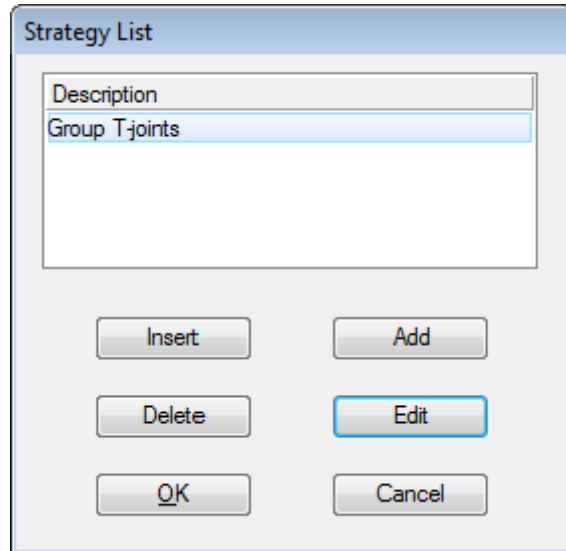 Strategy List
Description
Group T-joints
Insert Add
Delete Edit
OK Cancel